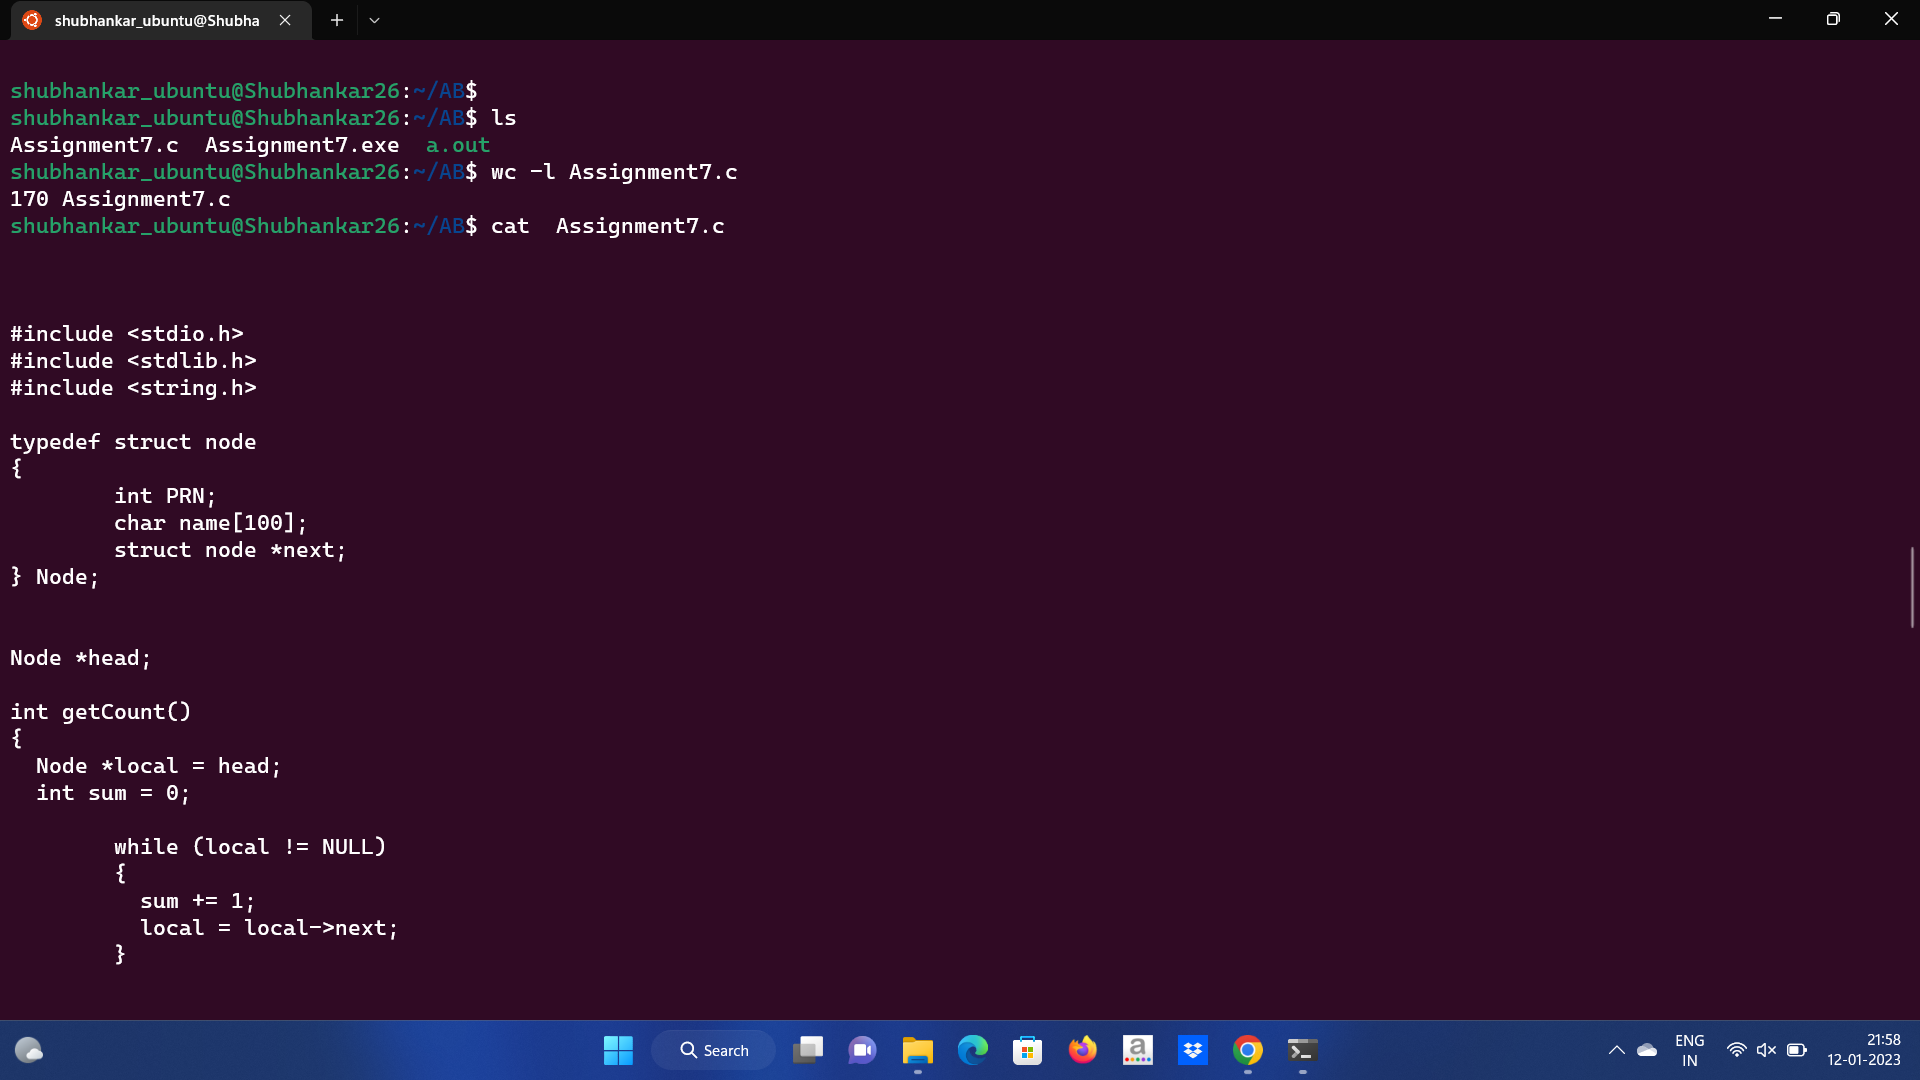 shubhankar_ubuntu@Shubha
shubhankar_ubuntu@Shubhankar26:~/AB$
shubhankar_ubuntu@Shubhankar26:~/AB$ ls
Assignment7.c  Assignment7.exe  a.out
shubhankar_ubuntu@Shubhankar26:~/AB$ wc -l Assignment7.c
170 Assignment7.c
shubhankar_ubuntu@Shubhankar26:~/AB$ cat  Assignment7.c
#include <stdio.h>
#include <stdlib.h>
#include <string.h>
typedef struct node
{
        int PRN;
        char name[100];
        struct node *next;
} Node;
Node *head;
int getCount()
{
  Node *local = head;
  int sum = 0;
        while (local != NULL)
        {
          sum += 1;
          local = local->next;
        }
Search
a
ENG
IN
21:58
12-01-2023